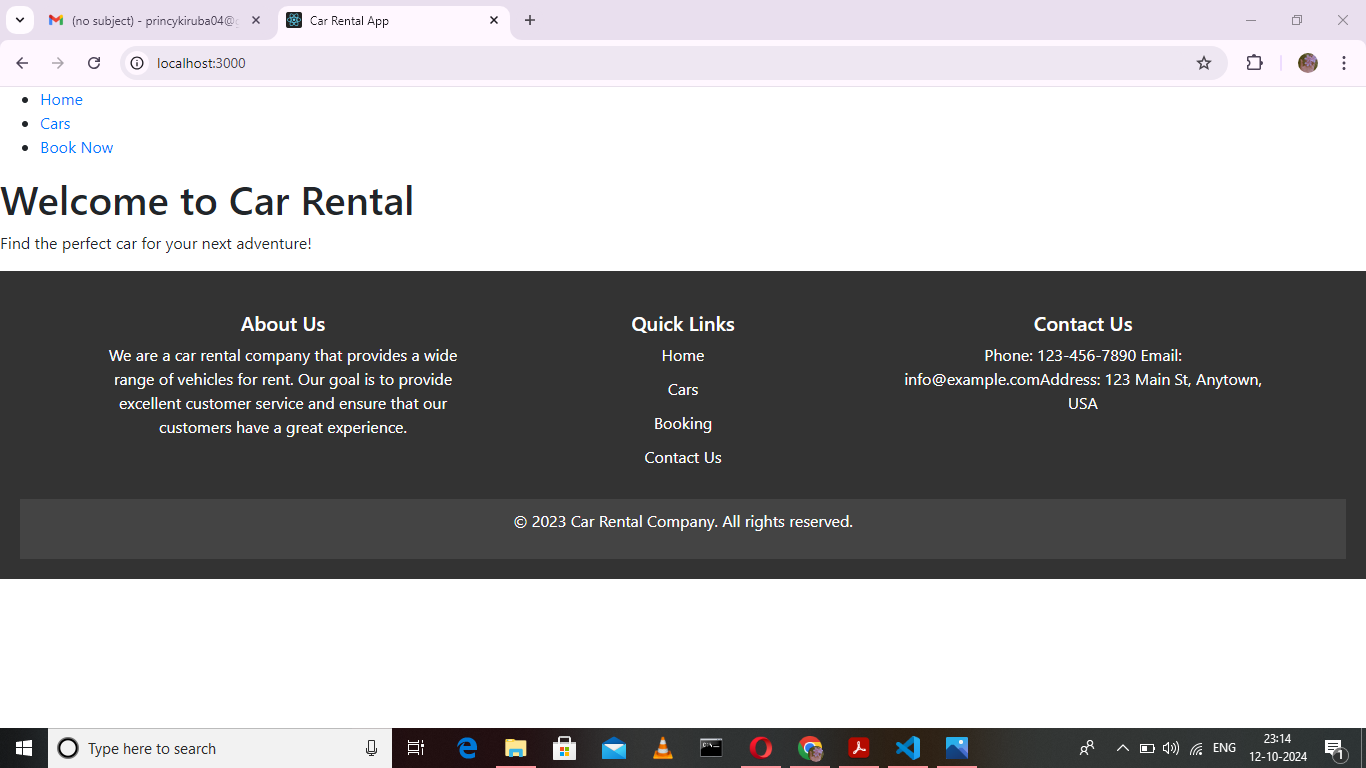 (no subject) - princykiruba04@g
Car Rental App
localhost:3000
Home
Cars
Book Now
Welcome to Car Rental
Find the perfect car for your next adventure!
About Us
We are a car rental company that provides a wide
range of vehicles for rent. Our goal is to provide
excellent customer service and ensure that our
customers have a great experience.
Quick Links
Home
Cars
Booking
Contact Us
Contact Us
Phone: 123-456-7890 Email:
info@example.comAddress: 123 Main St, Anytown,
USA
© 2023 Car Rental Company. All rights reserved.
Type here to search
ENG
23:14
12-10-2024
1